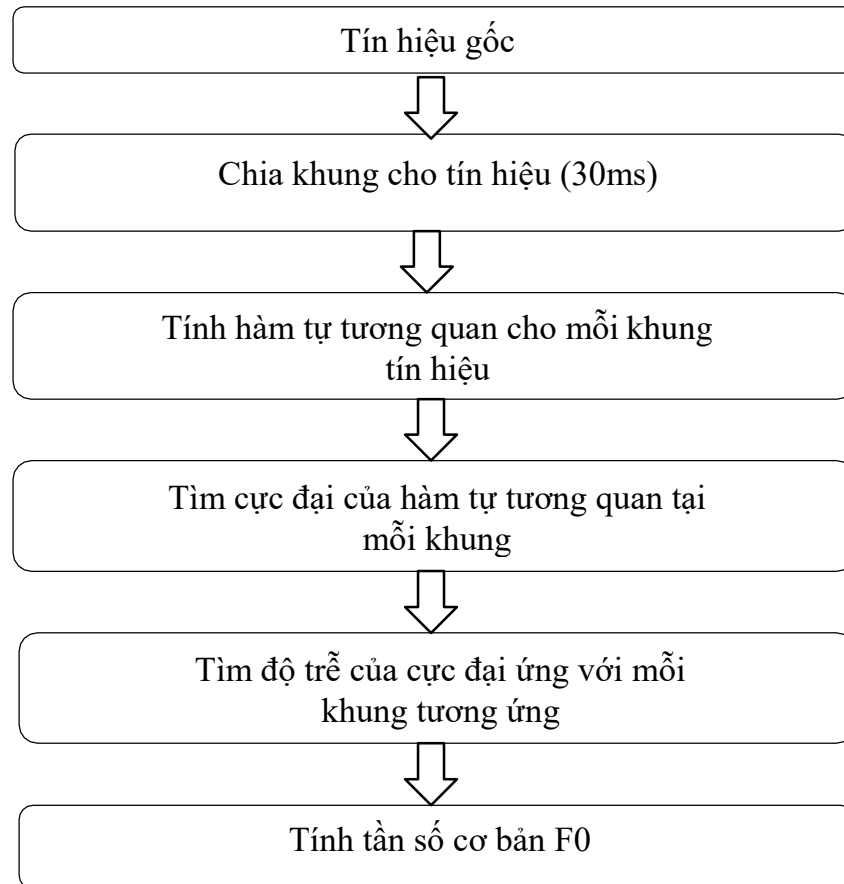 Tín hiệu gốc
Chia khung cho tín hiệu (30ms)
Tính hàm tự tương quan cho mỗi khung
tín hiệu
Tìm cực đại của hàm tự tương quan tại
mỗi khung
Tìm độ trễ của cực đại ứng với mỗi
khung tương ứng
Tính tần số cơ bản F0